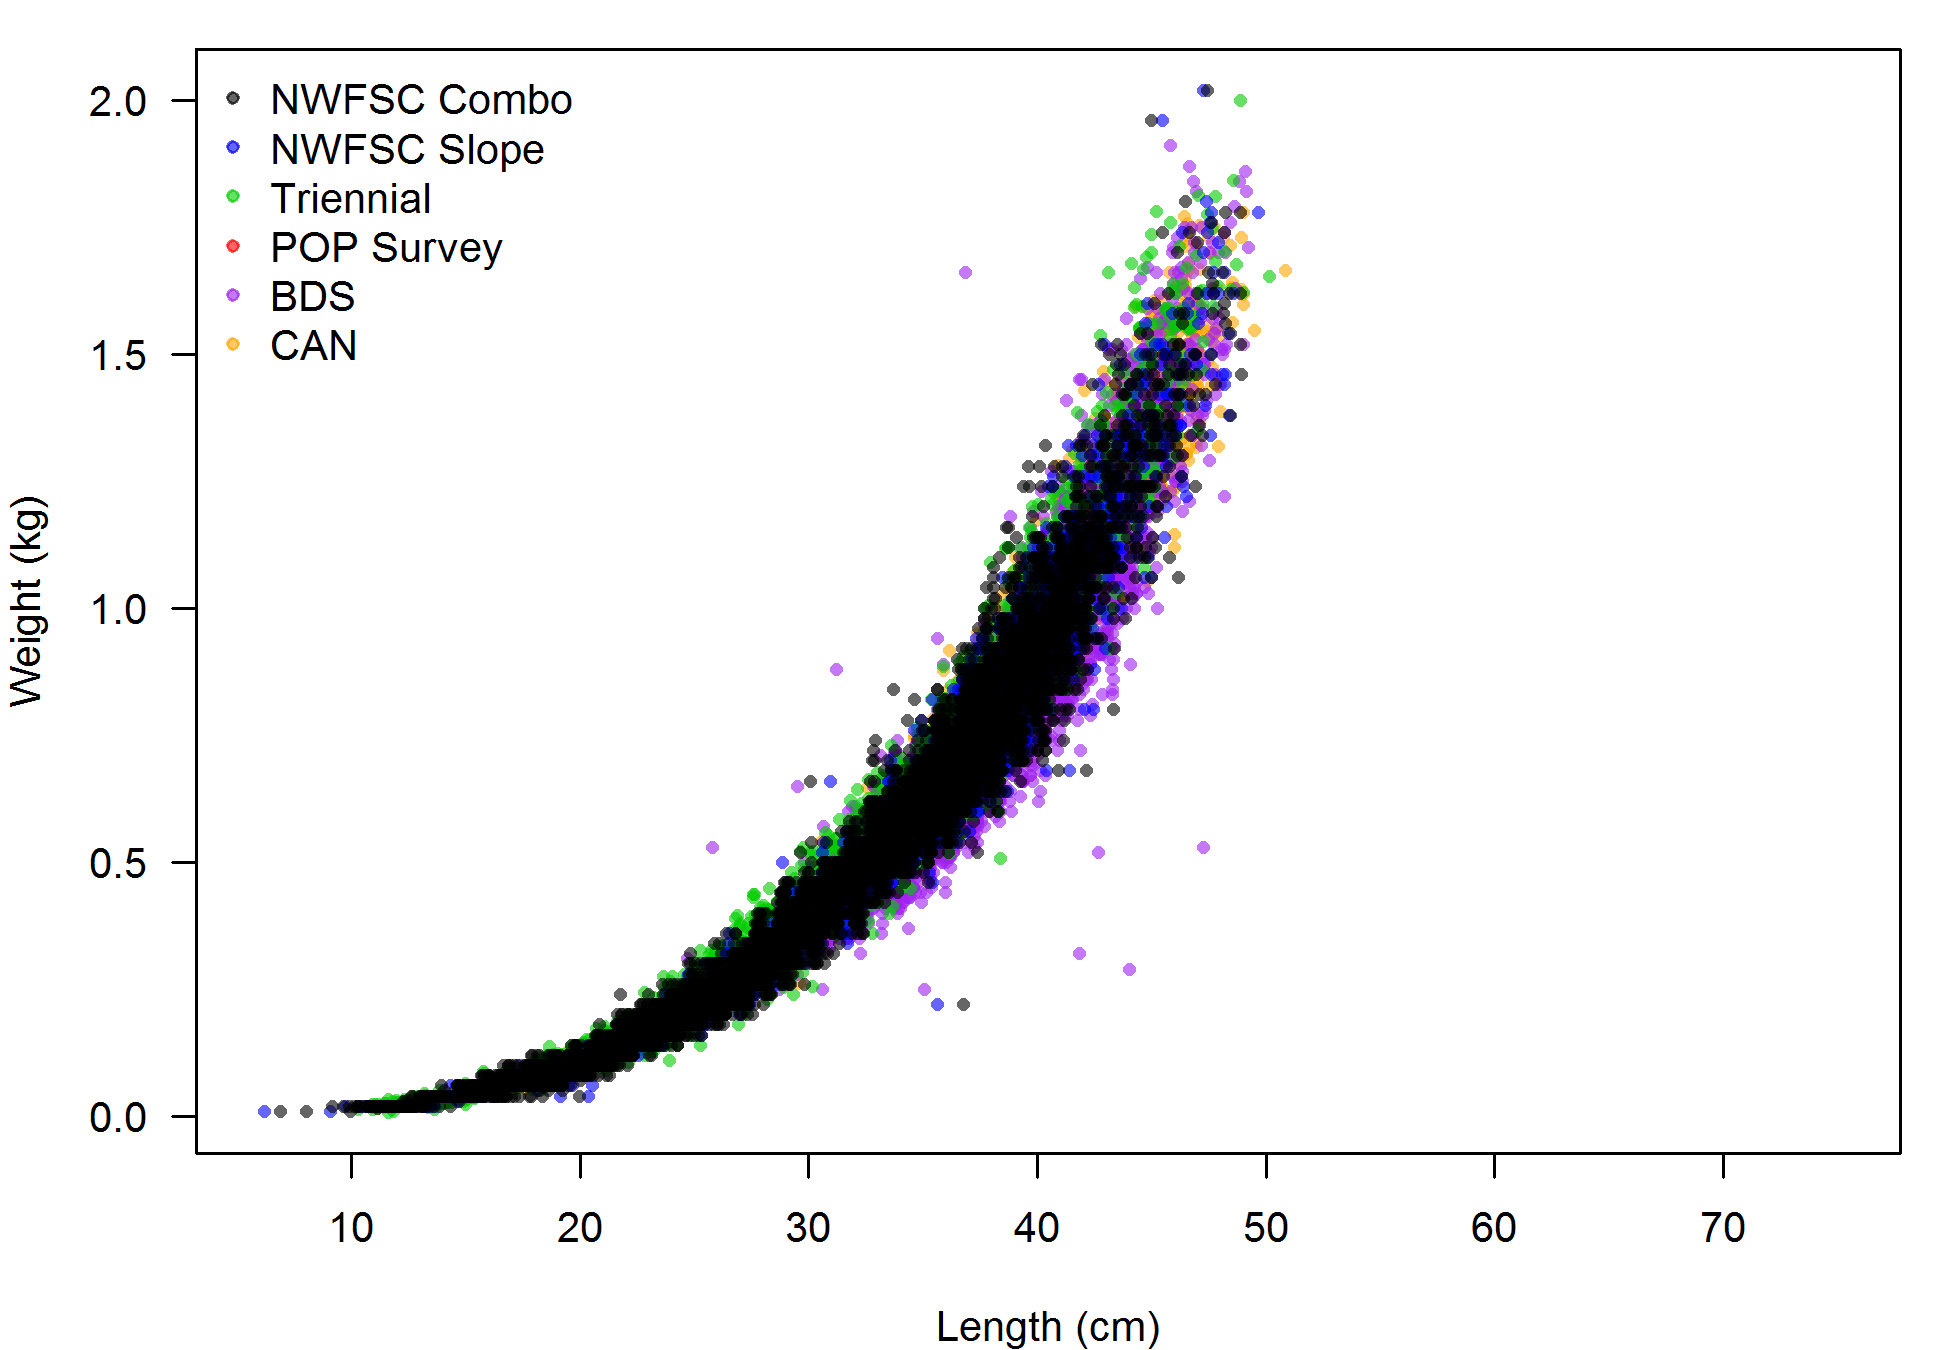 NWFSC Combo
NWFSC Slope
Triennial
POP Survey
BDS
CAN
2.0
1.5
1.0
0.5
0.0
Weight (kg)
10 20 30 40 50 60 70
Length (cm)